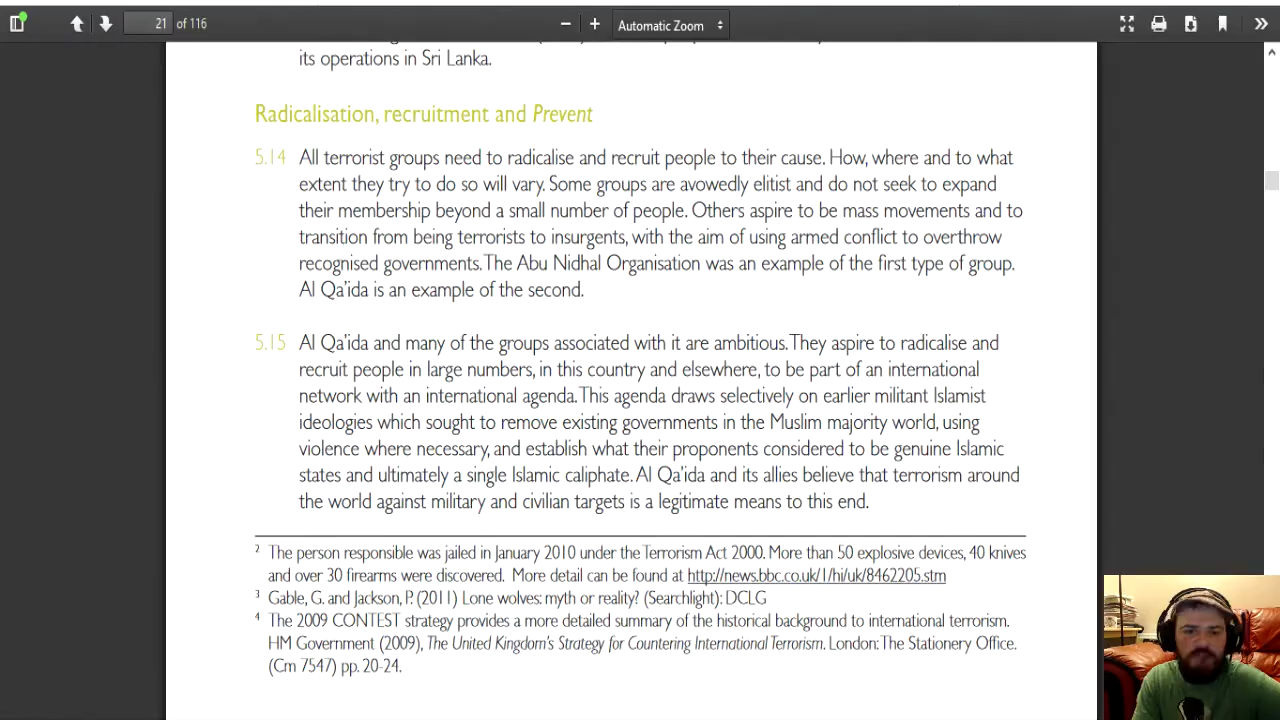 21 of 116
Automatic Zoom
its operations in Sri Lanka.
Radicalisation, recruitment and Prevent
5.14 All terrorist groups need to radicalise and recruit people to their cause. How, where and to what
extent they try to do so will vary. Some groups are avowedly elitist and do not seek to expand
their membership beyond a small number of people. Others aspire to be mass movements and to
transition from being terrorists to insurgents, with the aim of using armed conflict to overthrow
recognised governments. The Abu Nidhal Organisation was an example of the first type of group.
Al Qa'ida is an example of the second.
5.15 Al Qa'ida and many of the groups associated with it are ambitious. They aspire to radicalise and
recruit people in large numbers, in this country and elsewhere, to be part of an international
network with an international agenda. This agenda draws selectively on earlier militant Islamist
ideologies which sought to remove existing governments in the Muslim majority world, using
violence where necessary, and establish what their proponents considered to be genuine Islamic
states and ultimately a single Islamic caliphate. Al Qa'ida and its allies believe that terrorism around
the world against military and civilian targets is a legitimate means to this end.
2 The person responsible was jailed in January 2010 under the Terrorism Act 2000. More than 50 explosive devices, 40 knives
and over 30 firearms were discovered. More detail can be found at http://news.bbc.co.uk/1/hi/uk/8462205.stm
3 Gable, G. and Jackson, P. (2011) Lone wolves: myth or reality? (Searchlight): DCLG
4 The 2009 CONTEST strategy provides a more detailed summary of the historical background to international terrorism.
HM Government (2009), The United Kingdom's Strategy for Countering International Terrorism. London: The Stationery Office.
(Cm 7547) pp. 20-24.